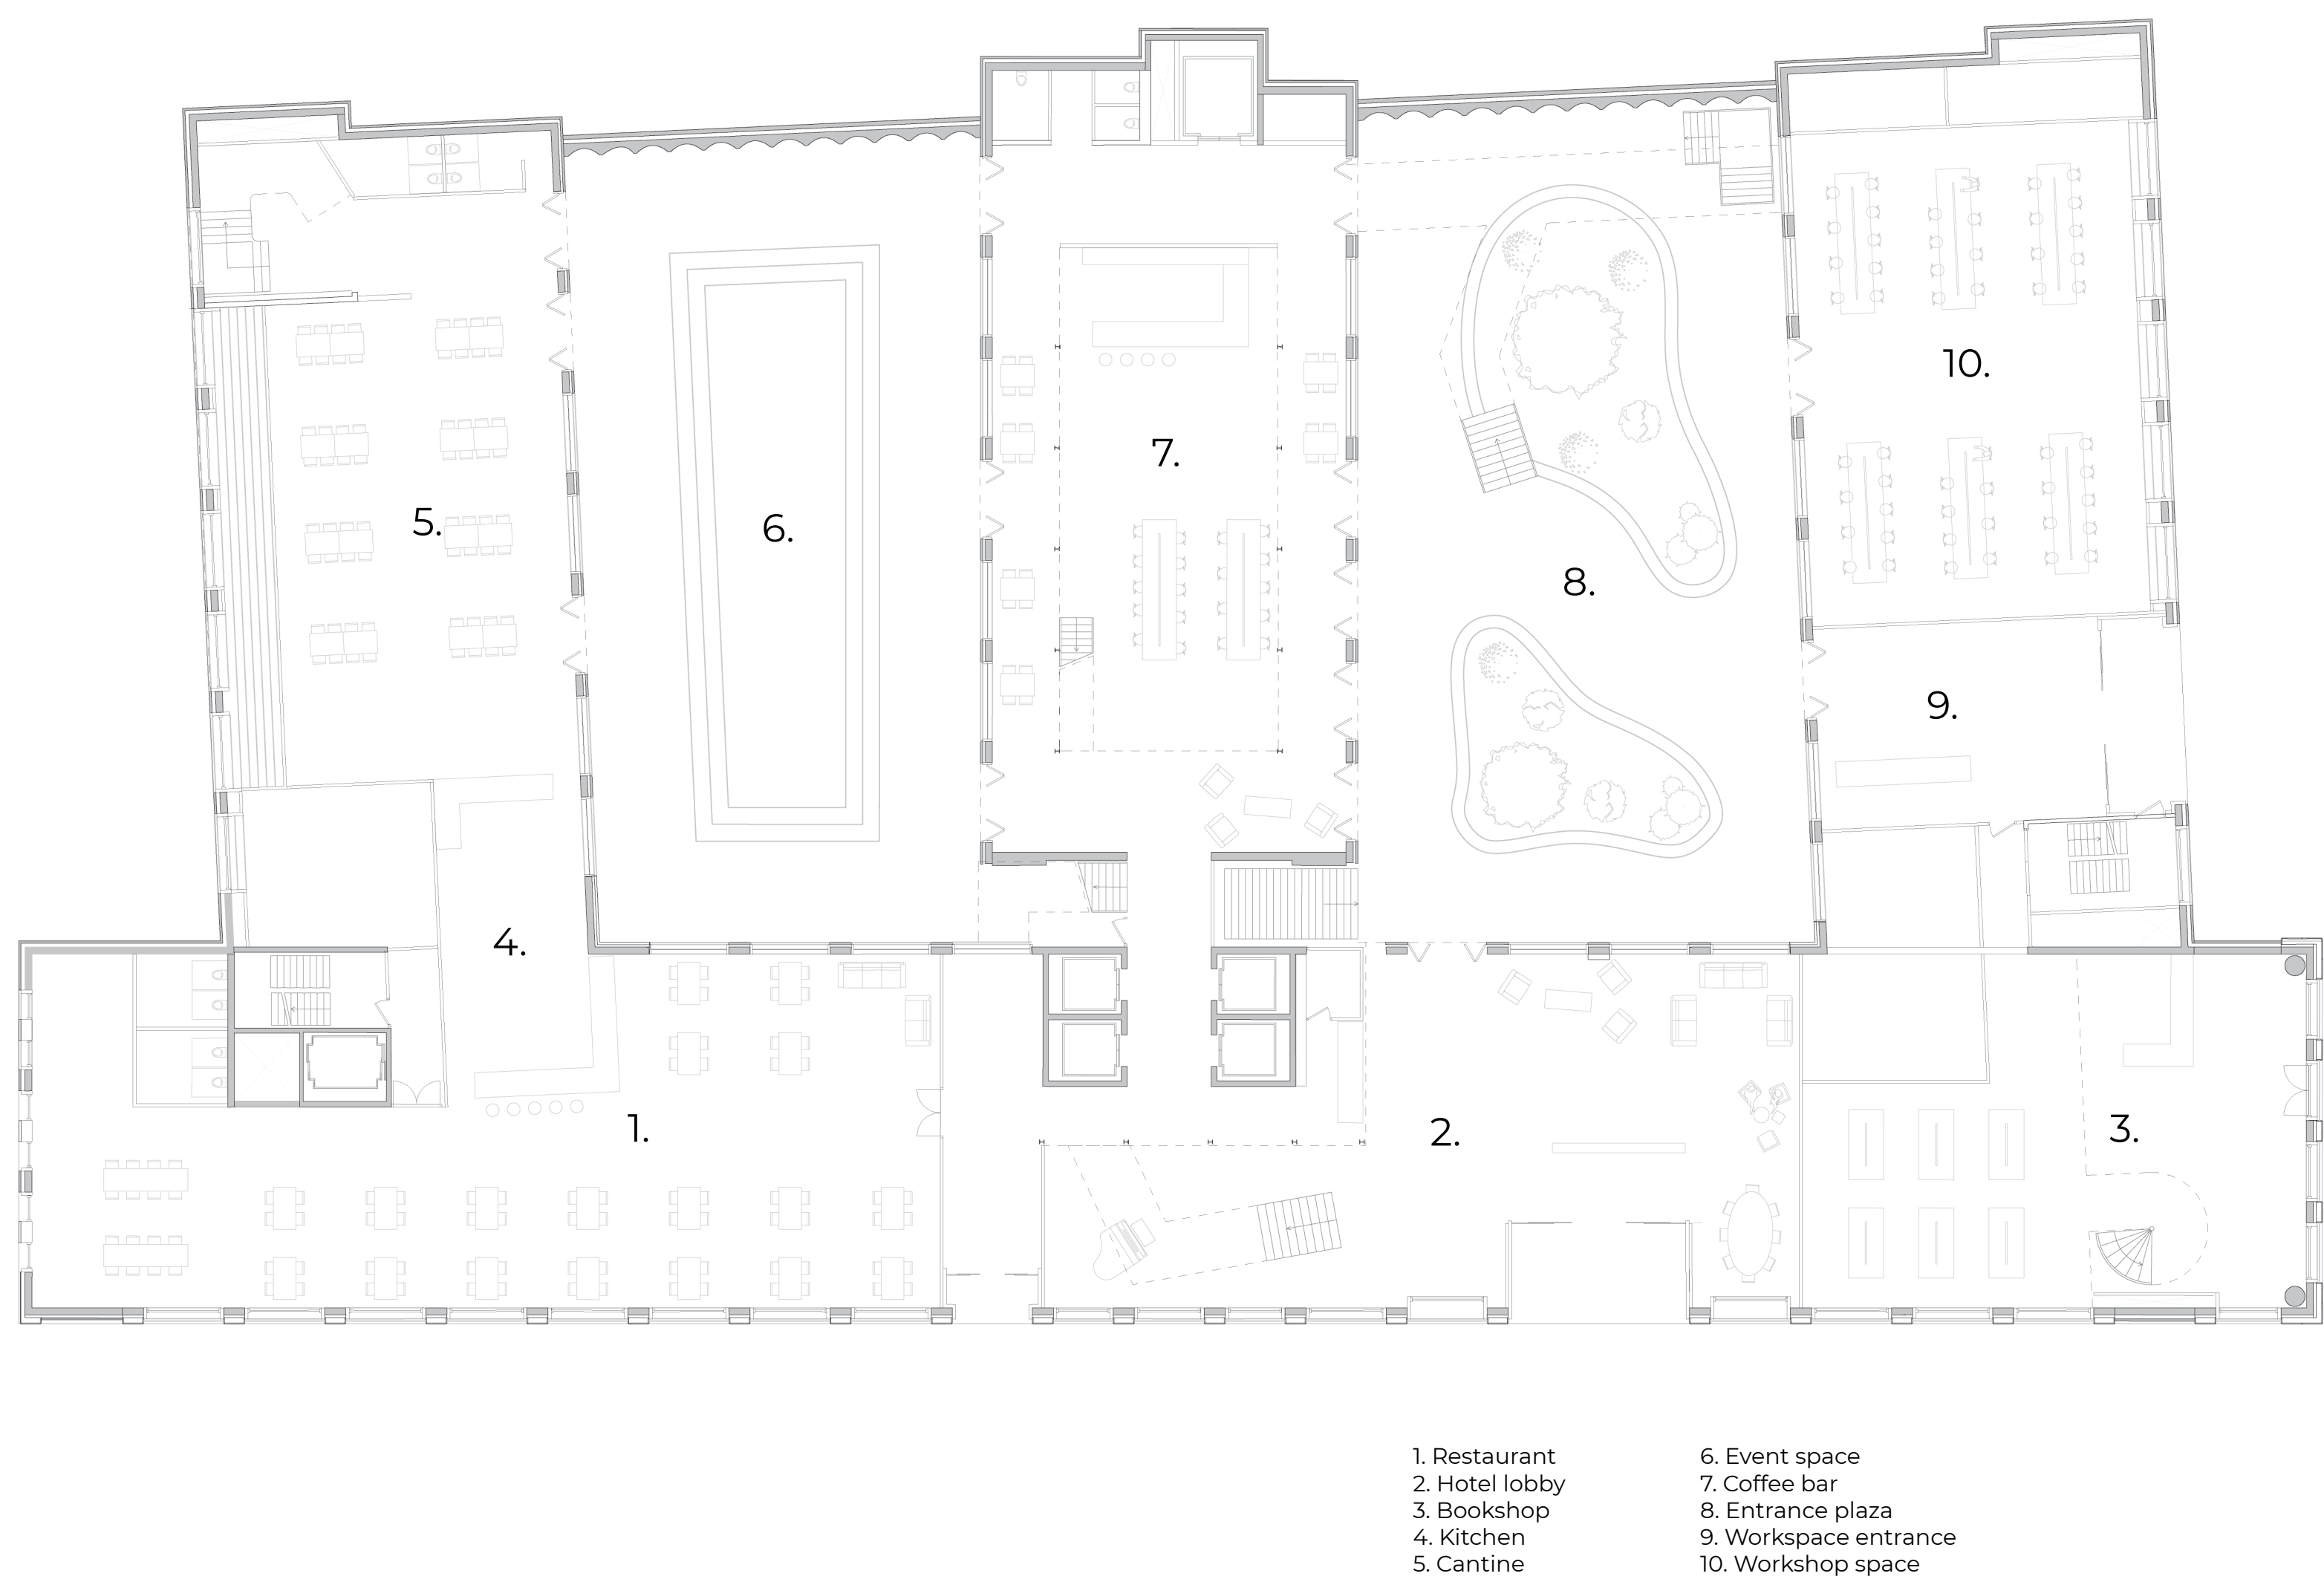 10.
7.
5.
6.
8.
9.
4.
1.
2.
3.
1. Restaurant
2. Hotel lobby
3. Bookshop
4. Kitchen
5. Cantine
6. Event space
7. Coffee bar
8. Entrance plaza
9. Workspace entrance
10. Workshop space